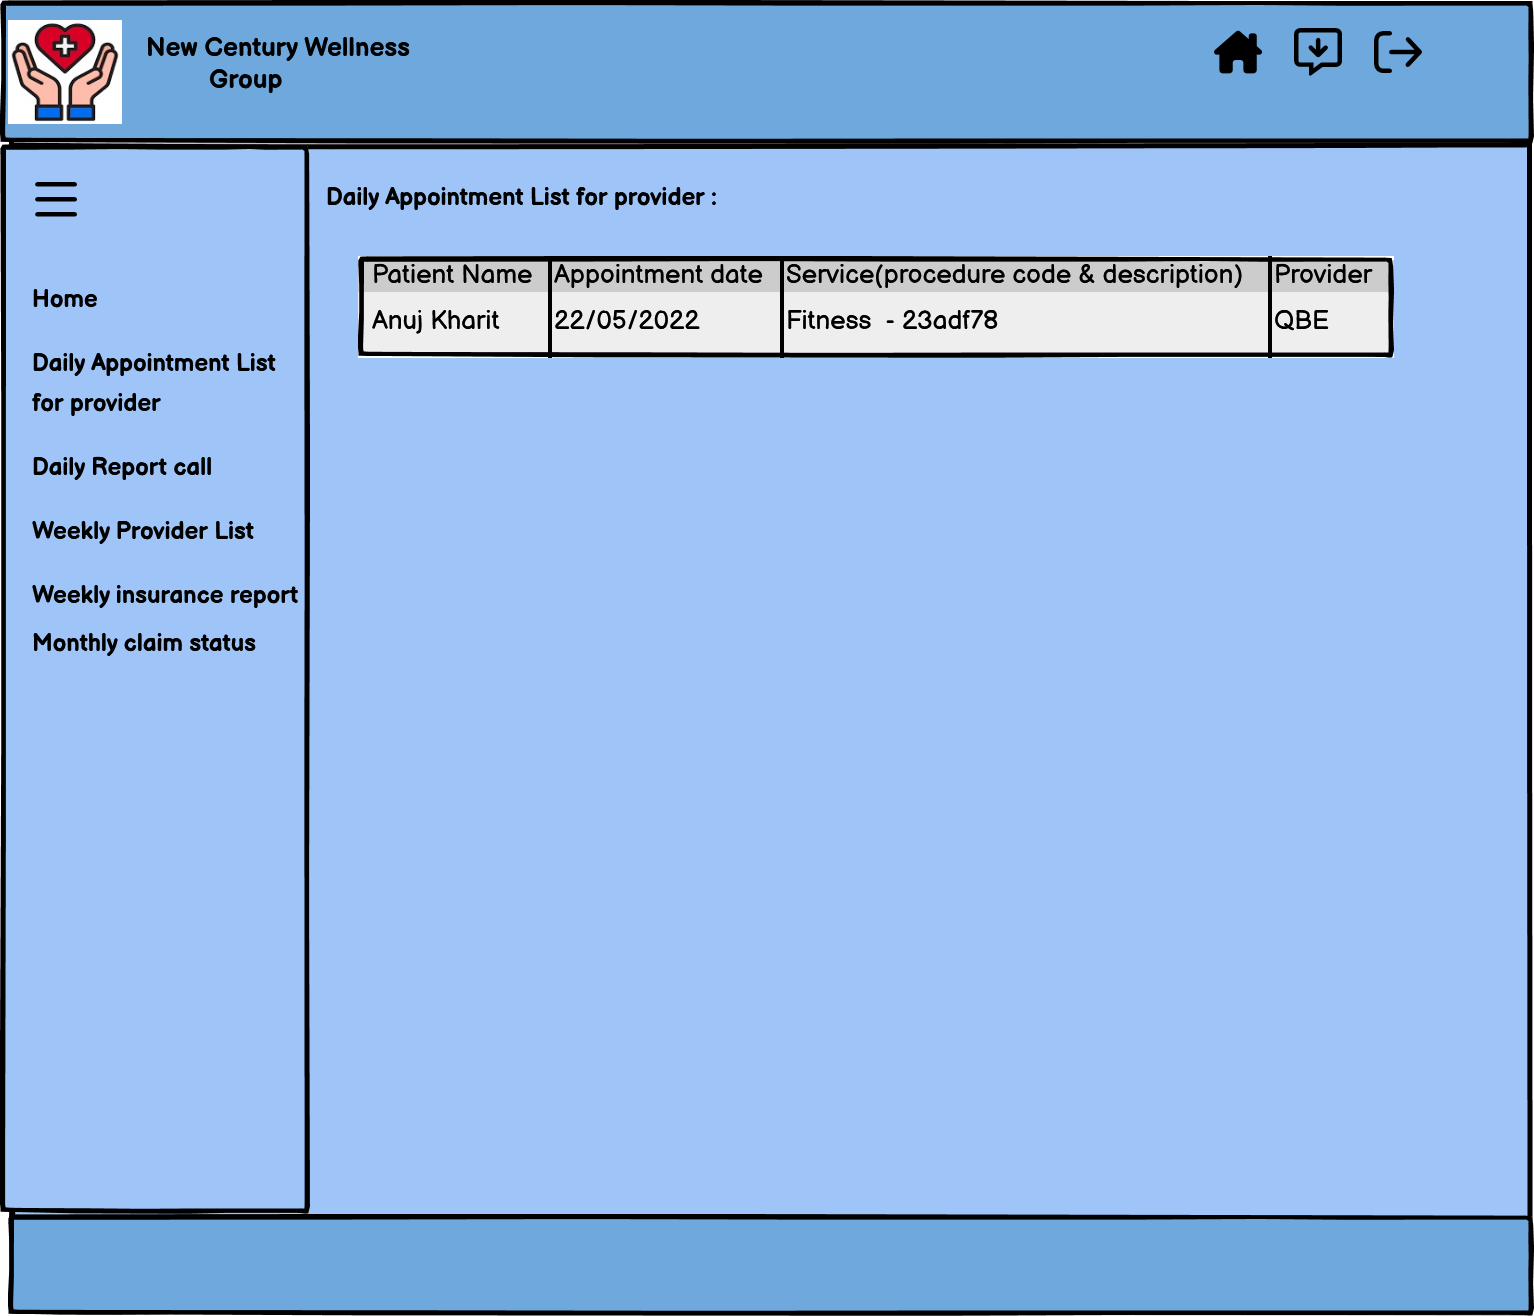 New Century Wellness
Group
Daily Appointment List for provider :
Patient Name Appointment date Service(procedure code & description) Provider
Anuj Kharit 22/05/2022 Fitness - 23adf78 QBE
Home
Daily Appointment List
for provider
Daily Report call
Weekly Provider List
Weekly insurance report
Monthly claim status